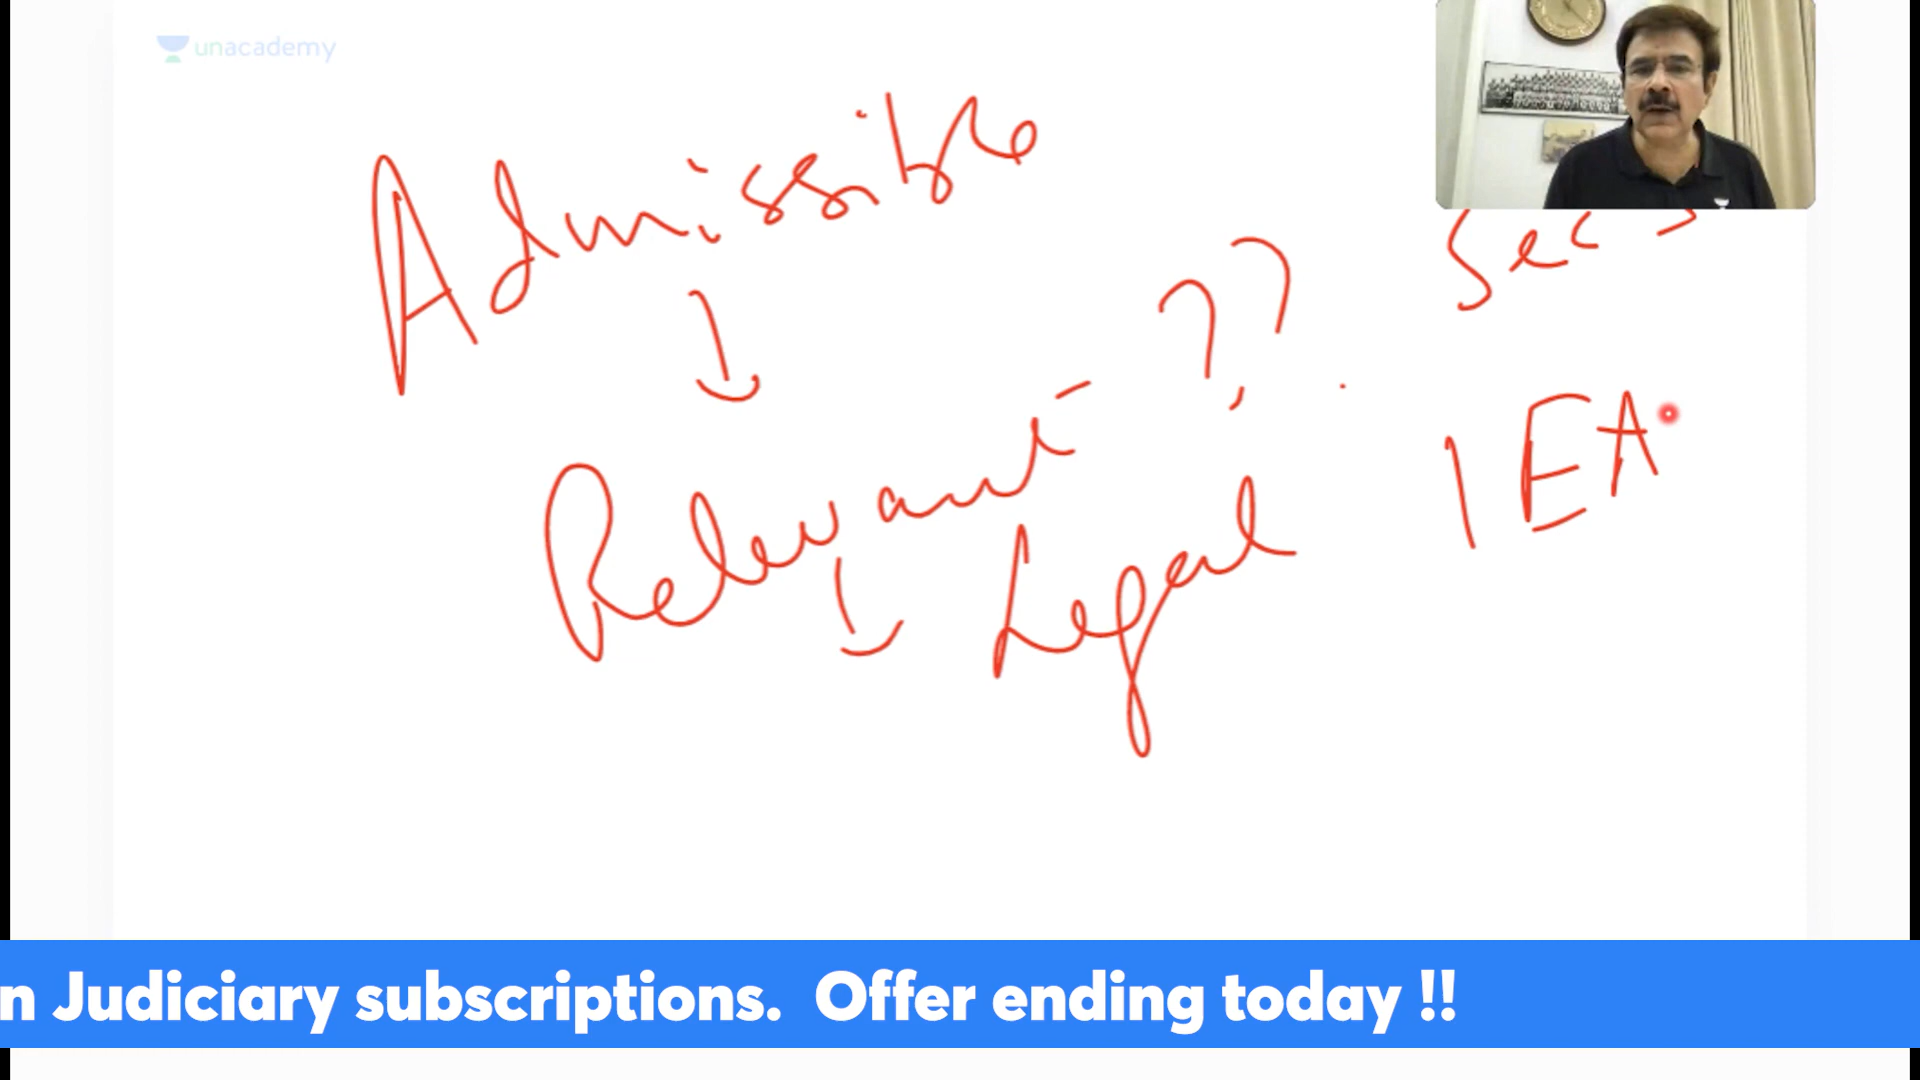 unacademy
Admissible
Sec
Relevant ??
Legal
IEA
n Judiciary subscriptions. Offer ending today !!